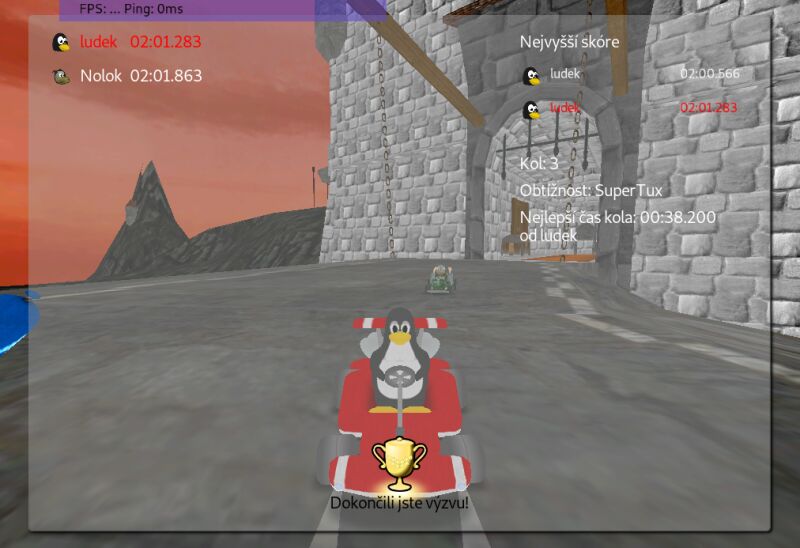 FPS: ... Ping: 0ms
ludek 02:01.283
Nolok 02:01.863
Nejvyšší skóre
ludek 02:00.566
ludek 02:01.283
Kol: 3
Obtížnost: SuperTux
Nejlepší čas kola: 00:38.200
od ludek
Dokončili jste výzvu!